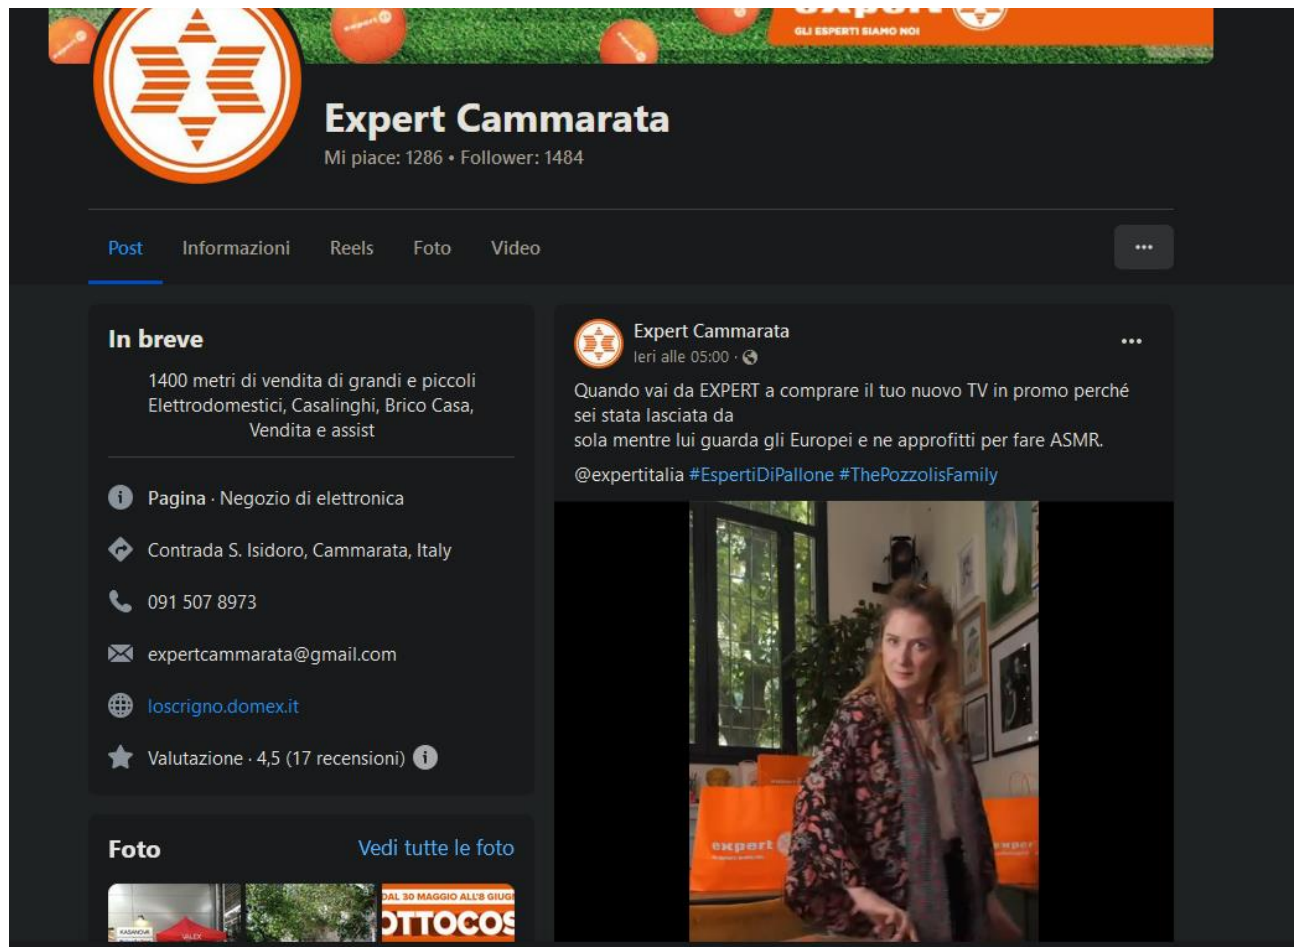 expert
GLI ESPERTI SIAMO NOI
Expert Cammarata
Mi piace: 1286 • Follower: 1484
Post
Informazioni
Reels
Foto
Video
In breve
1400 metri di vendita di grandi e piccoli
Elettrodomestici, Casalinghi, Brico Casa,
Vendita e assist
Pagina · Negozio di elettronica
Contrada S. Isidoro, Cammarata, Italy
091 507 8973
expertcammarata@gmail.com
loscrigno.domex.it
Valutazione · 4,5 (17 recensioni)
Foto
Vedi tutte le foto
KASANOVA
VALEX
DAL 30 MAGGIO ALL'8 GIUG
OTTOCOS
Expert Cammarata
Ieri alle 05:00
Quando vai da EXPERT a comprare il tuo nuovo TV in promo perché
sei stata lasciata da
sola mentre lui guarda gli Europei e ne approfitti per fare ASMR.
@expertitalia #EspertiDiPallone #ThePozzolisFamily
expert
exper